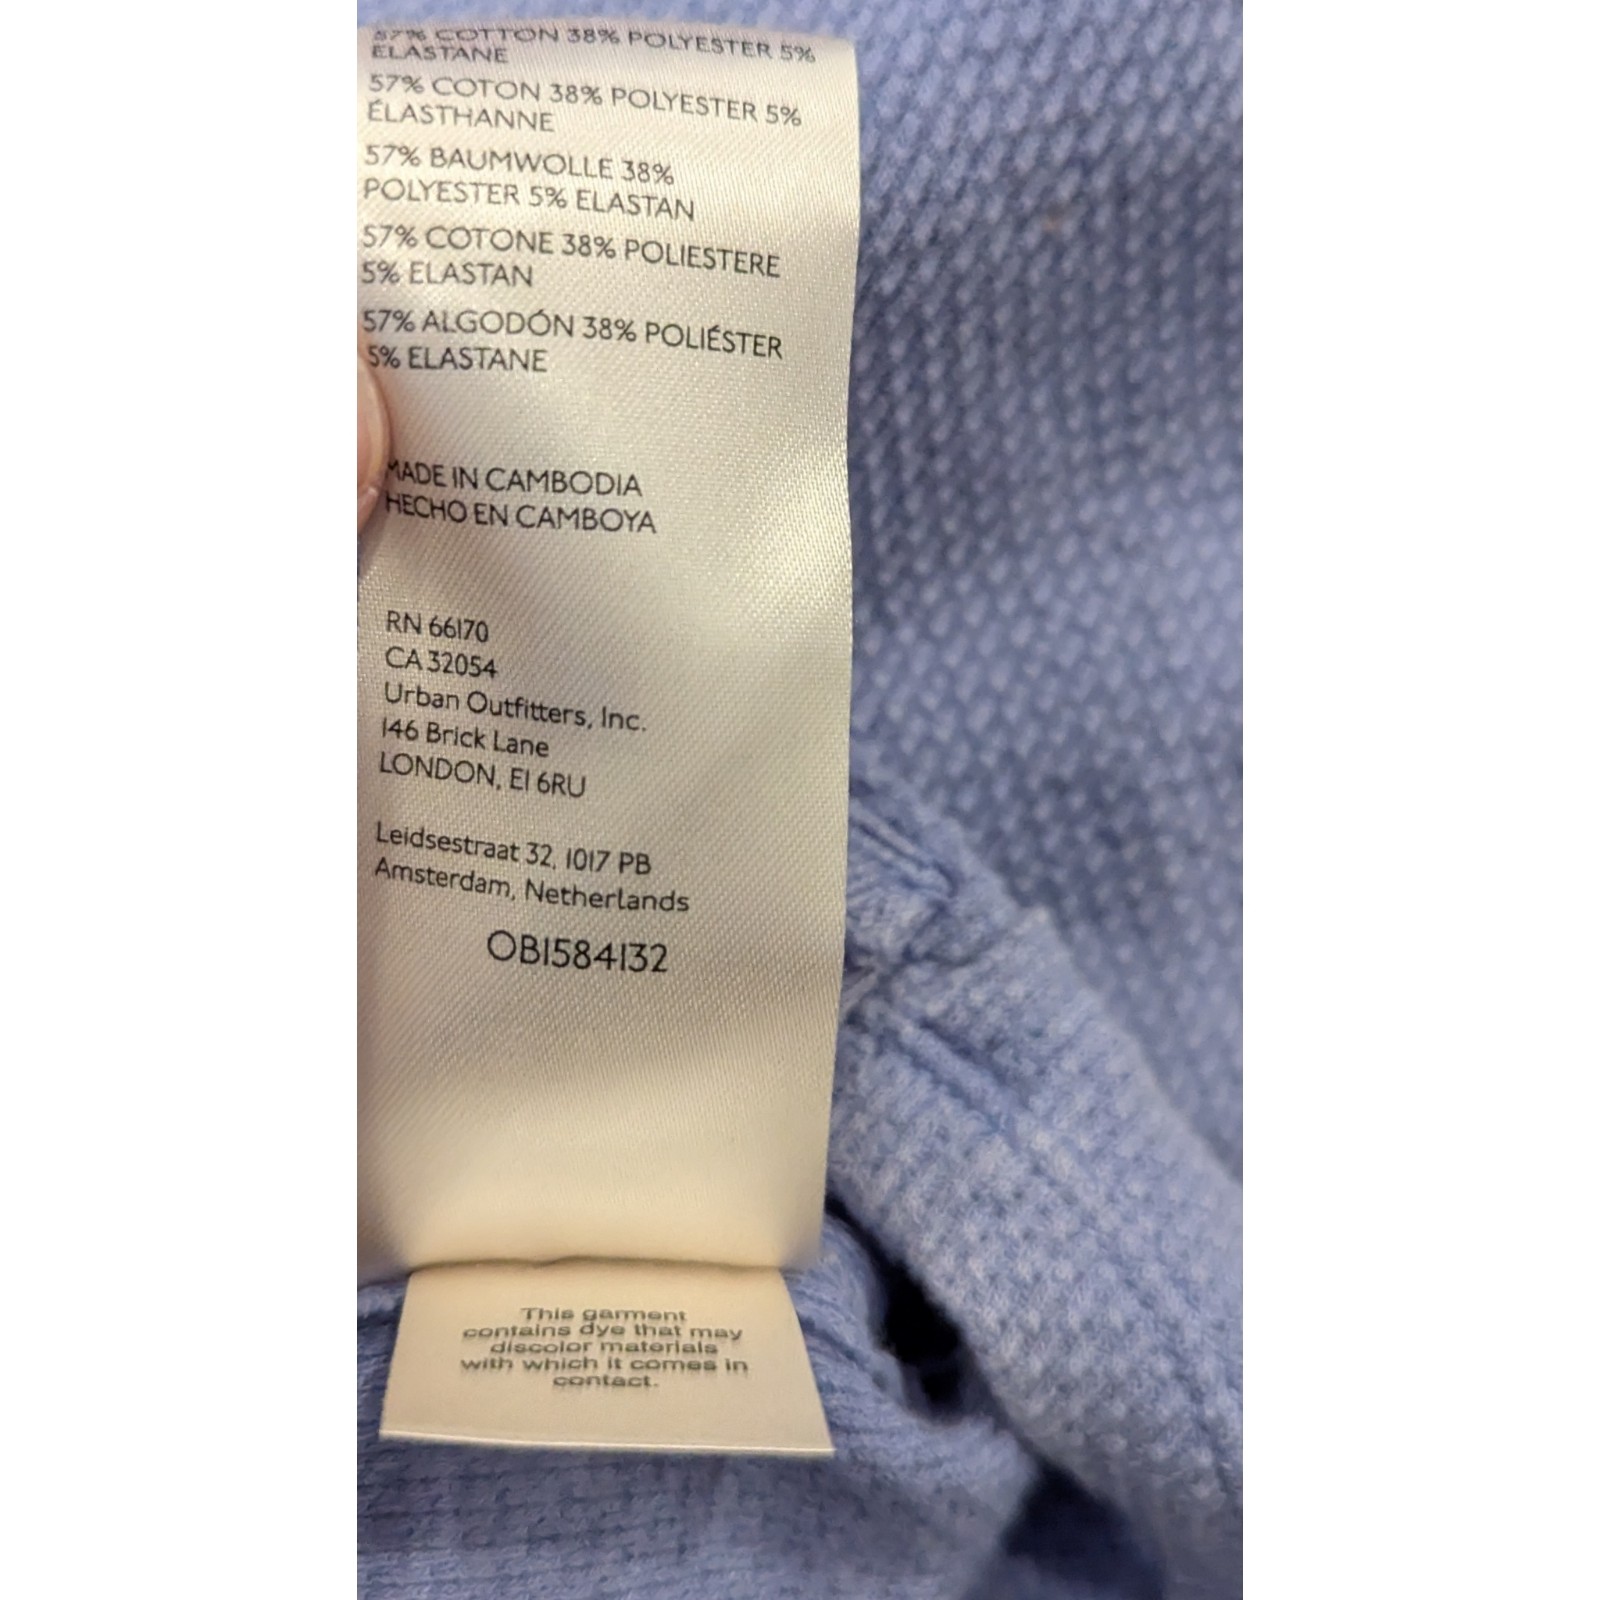 57% COTTON 38% POLYESTER 5%
ELASTANE
57% COTON 38% POLYESTER 5%
ÉLASTHANNE
57% BAUMWOLLE 38%
POLYESTER 5% ELASTAN
57% COTONE 38% POLIESTERE
5% ELASTAN
57% ALGODÓN 38% POLIÉSTER
5% ELASTANE
MADE IN CAMBODIA
HECHO EN CAMBOYA
RN 66170
CA 32054
Urban Outfitters, Inc.
146 Brick Lane
LONDON, E1 6RU
Leidsestraat 32, 1017 PB
Amsterdam, Netherlands
OB1584132
This garment
contains dye that may
discolor materials
with which it comes in
contact.